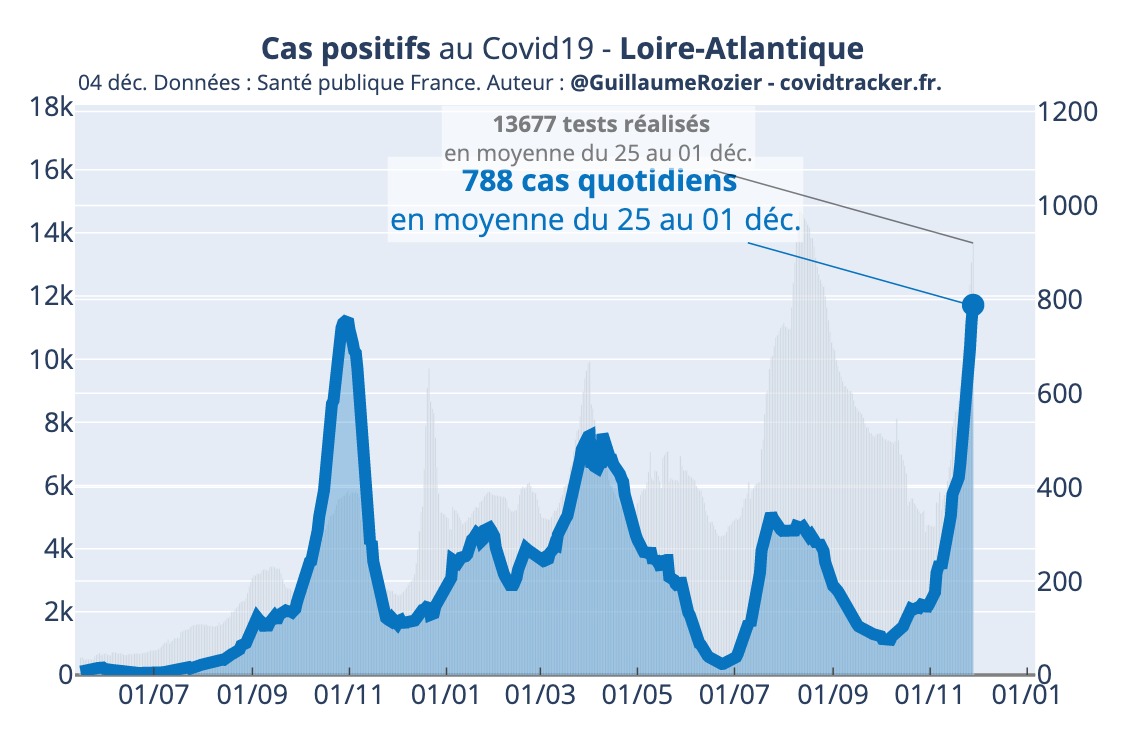 Cas positifs au Covid19 - Loire-Atlantique
04 déc. Données : Santé publique France. Auteur : @GuillaumeRozier - covidtracker.fr.
13677 tests réalisés
en moyenne du 25 au 01 déc.
788 cas quotidiens
en moyenne du 25 au 01 déc.
18k
16k
14k
12k
10k
8k
6k
4k
2k
0
1200
1000
800
600
400
200
0
01/07 01/09 01/11 01/01 01/03 01/05 01/07 01/09 01/11 01/01